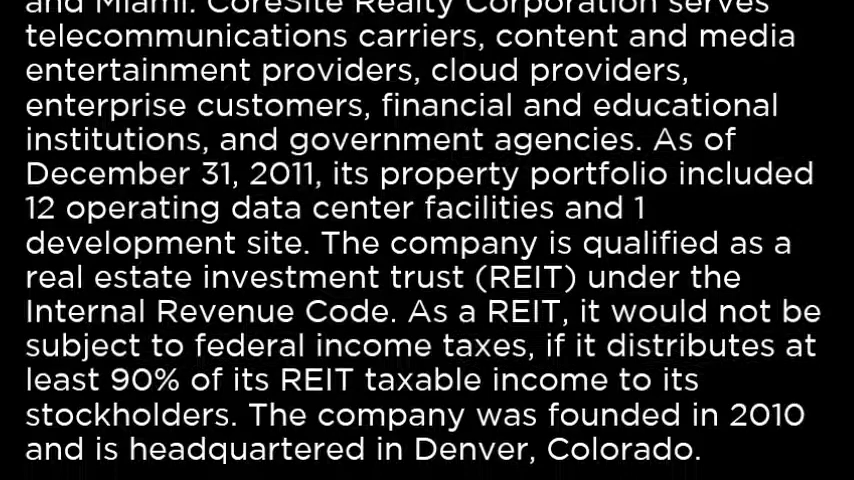 and Miami. CoreSite Realty Corporation serves
telecommunications carriers, content and media
entertainment providers, cloud providers,
enterprise customers, financial and educational
institutions, and government agencies. As of
December 31, 2011, its property portfolio included
12 operating data center facilities and 1
development site. The company is qualified as a
real estate investment trust (REIT) under the
Internal Revenue Code. As a REIT, it would not be
subject to federal income taxes, if it distributes at
least 90% of its REIT taxable income to its
stockholders. The company was founded in 2010
and is headquartered in Denver, Colorado.